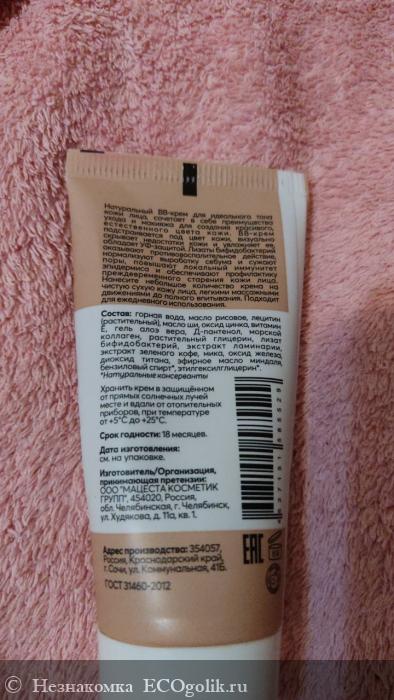 Натуральный ВВ-крем для идеального тона
кожи лица, сочетает в себе преимущества
ухода и макияжа для создания красивого,
естественного цвета кожи. ВВ-крем
подстраивается под цвет кожи, визуально
скрывает недостатки кожи и увлажняет ее,
обладает УФ-защитой. Лизаты бифидобактерий
оказывают противовоспалительное действие,
нормализуют выработку себума и сужают
поры, повышают локальный иммунитет
эпидермиса и обеспечивают профилактику
преждевременного старения кожи лица.
Нанесите небольшое количество крема на
чистую сухую кожу лица, легкими массажными
движениями до полного впитывания. Подходит
для ежедневного использования.
Состав: горная вода, масло рисовое, лецитин
(растительный), масло ши, оксид цинка, витамин
Е, гель алоэ вера, Д-пантенол, морской
коллаген, растительный глицерин, лизат
бифидобактерий, экстракт ламинарии,
экстракт зеленого кофе, мика, оксид железа,
диоксид титана, эфирное масло миндаля,
бензиловый спирт*, этилгексилглицерин*.
*Натуральные консерванты
Хранить крем в защищённом
от прямых солнечных лучей
месте и вдали от отопительных
приборов, при температуре
от +5°С до +25°С.
Срок годности: 18 месяцев.
Дата изготовления:
см. на упаковке.
Изготовитель/Организация,
принимающая претензии:
ООО "МАЦЕСТА КОСМЕТИК
ГРУПП", 454020, Россия,
обл. Челябинская, г. Челябинск,
ул. Худякова, д. 11а, кв. 1.
Адрес производства: 354057,
Россия, Краснодарский край,
г. Сочи, ул. Коммунальная, 41Б.
ГОСТ 31460-2012
ЕАС
© Незнакомка ECOgolik.ru